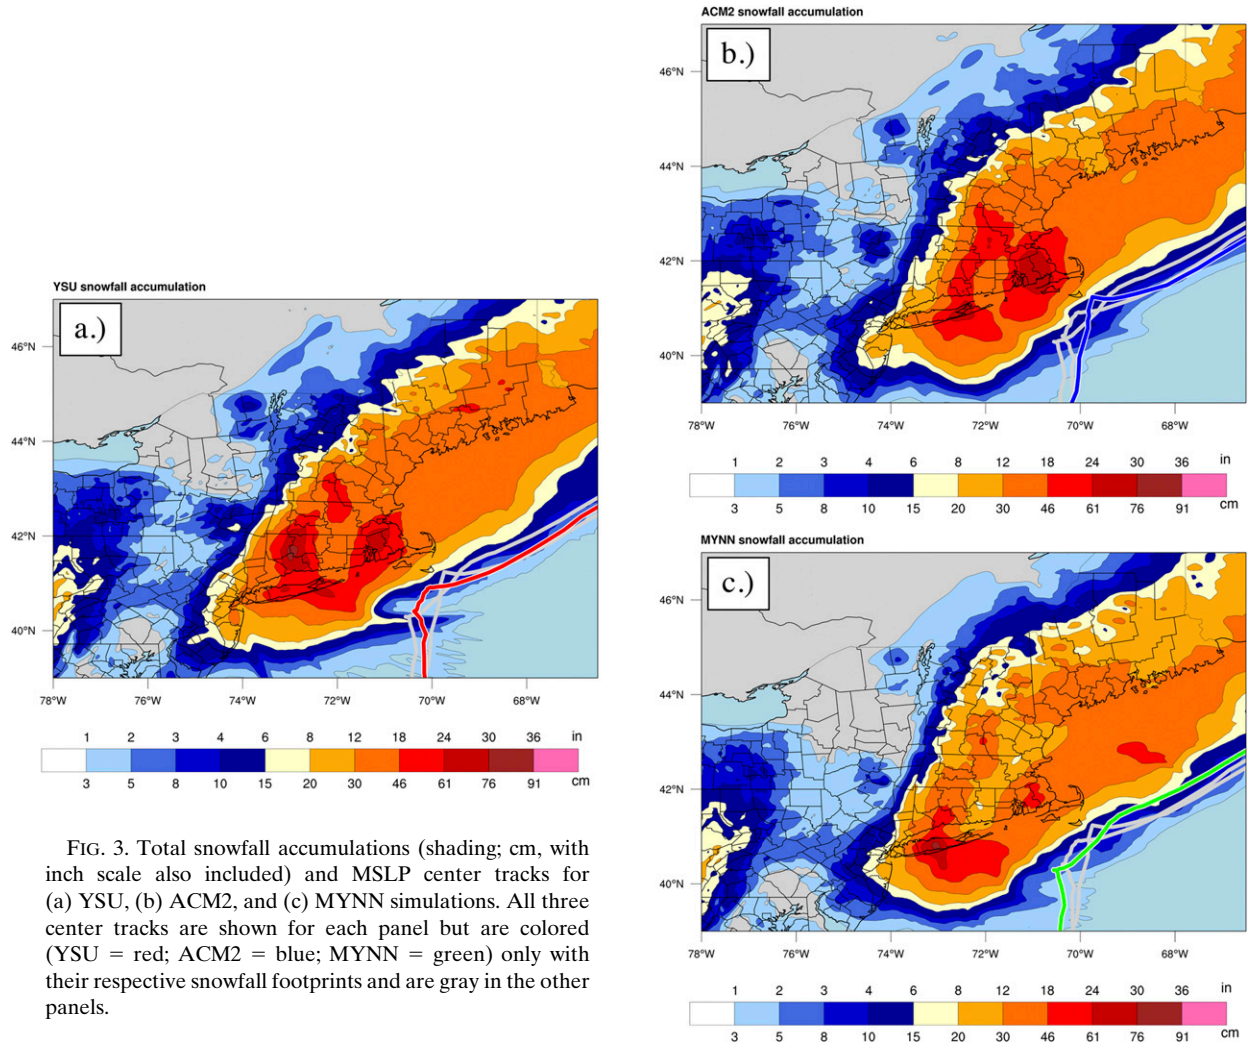 YSU snowfall accumulation
a.)
46°N
44°N
42°N
40°N
78°W 76°W 74°W 72°W 70°W 68°W
1 2 3 4 6 8 12 18 24 30 36 in
3 5 8 10 15 20 30 46 61 76 91 cm
FIG. 3. Total snowfall accumulations (shading; cm, with
inch scale also included) and MSLP center tracks for
(a) YSU, (b) ACM2, and (c) MYNN simulations. All three
center tracks are shown for each panel but are colored
(YSU = red; ACM2 = blue; MYNN = green) only with
their respective snowfall footprints and are gray in the other
panels.
ACM2 snowfall accumulation
b.)
46°N
44°N
42°N
40°N
78°W 76°W 74°W 72°W 70°W 68°W
1 2 3 4 6 8 12 18 24 30 36 in
3 5 8 10 15 20 30 46 61 76 91 cm
MYNN snowfall accumulation
c.)
46°N
44°N
42°N
40°N
78°W 76°W 74°W 72°W 70°W 68°W
1 2 3 4 6 8 12 18 24 30 36 in
3 5 8 10 15 20 30 46 61 76 91 cm